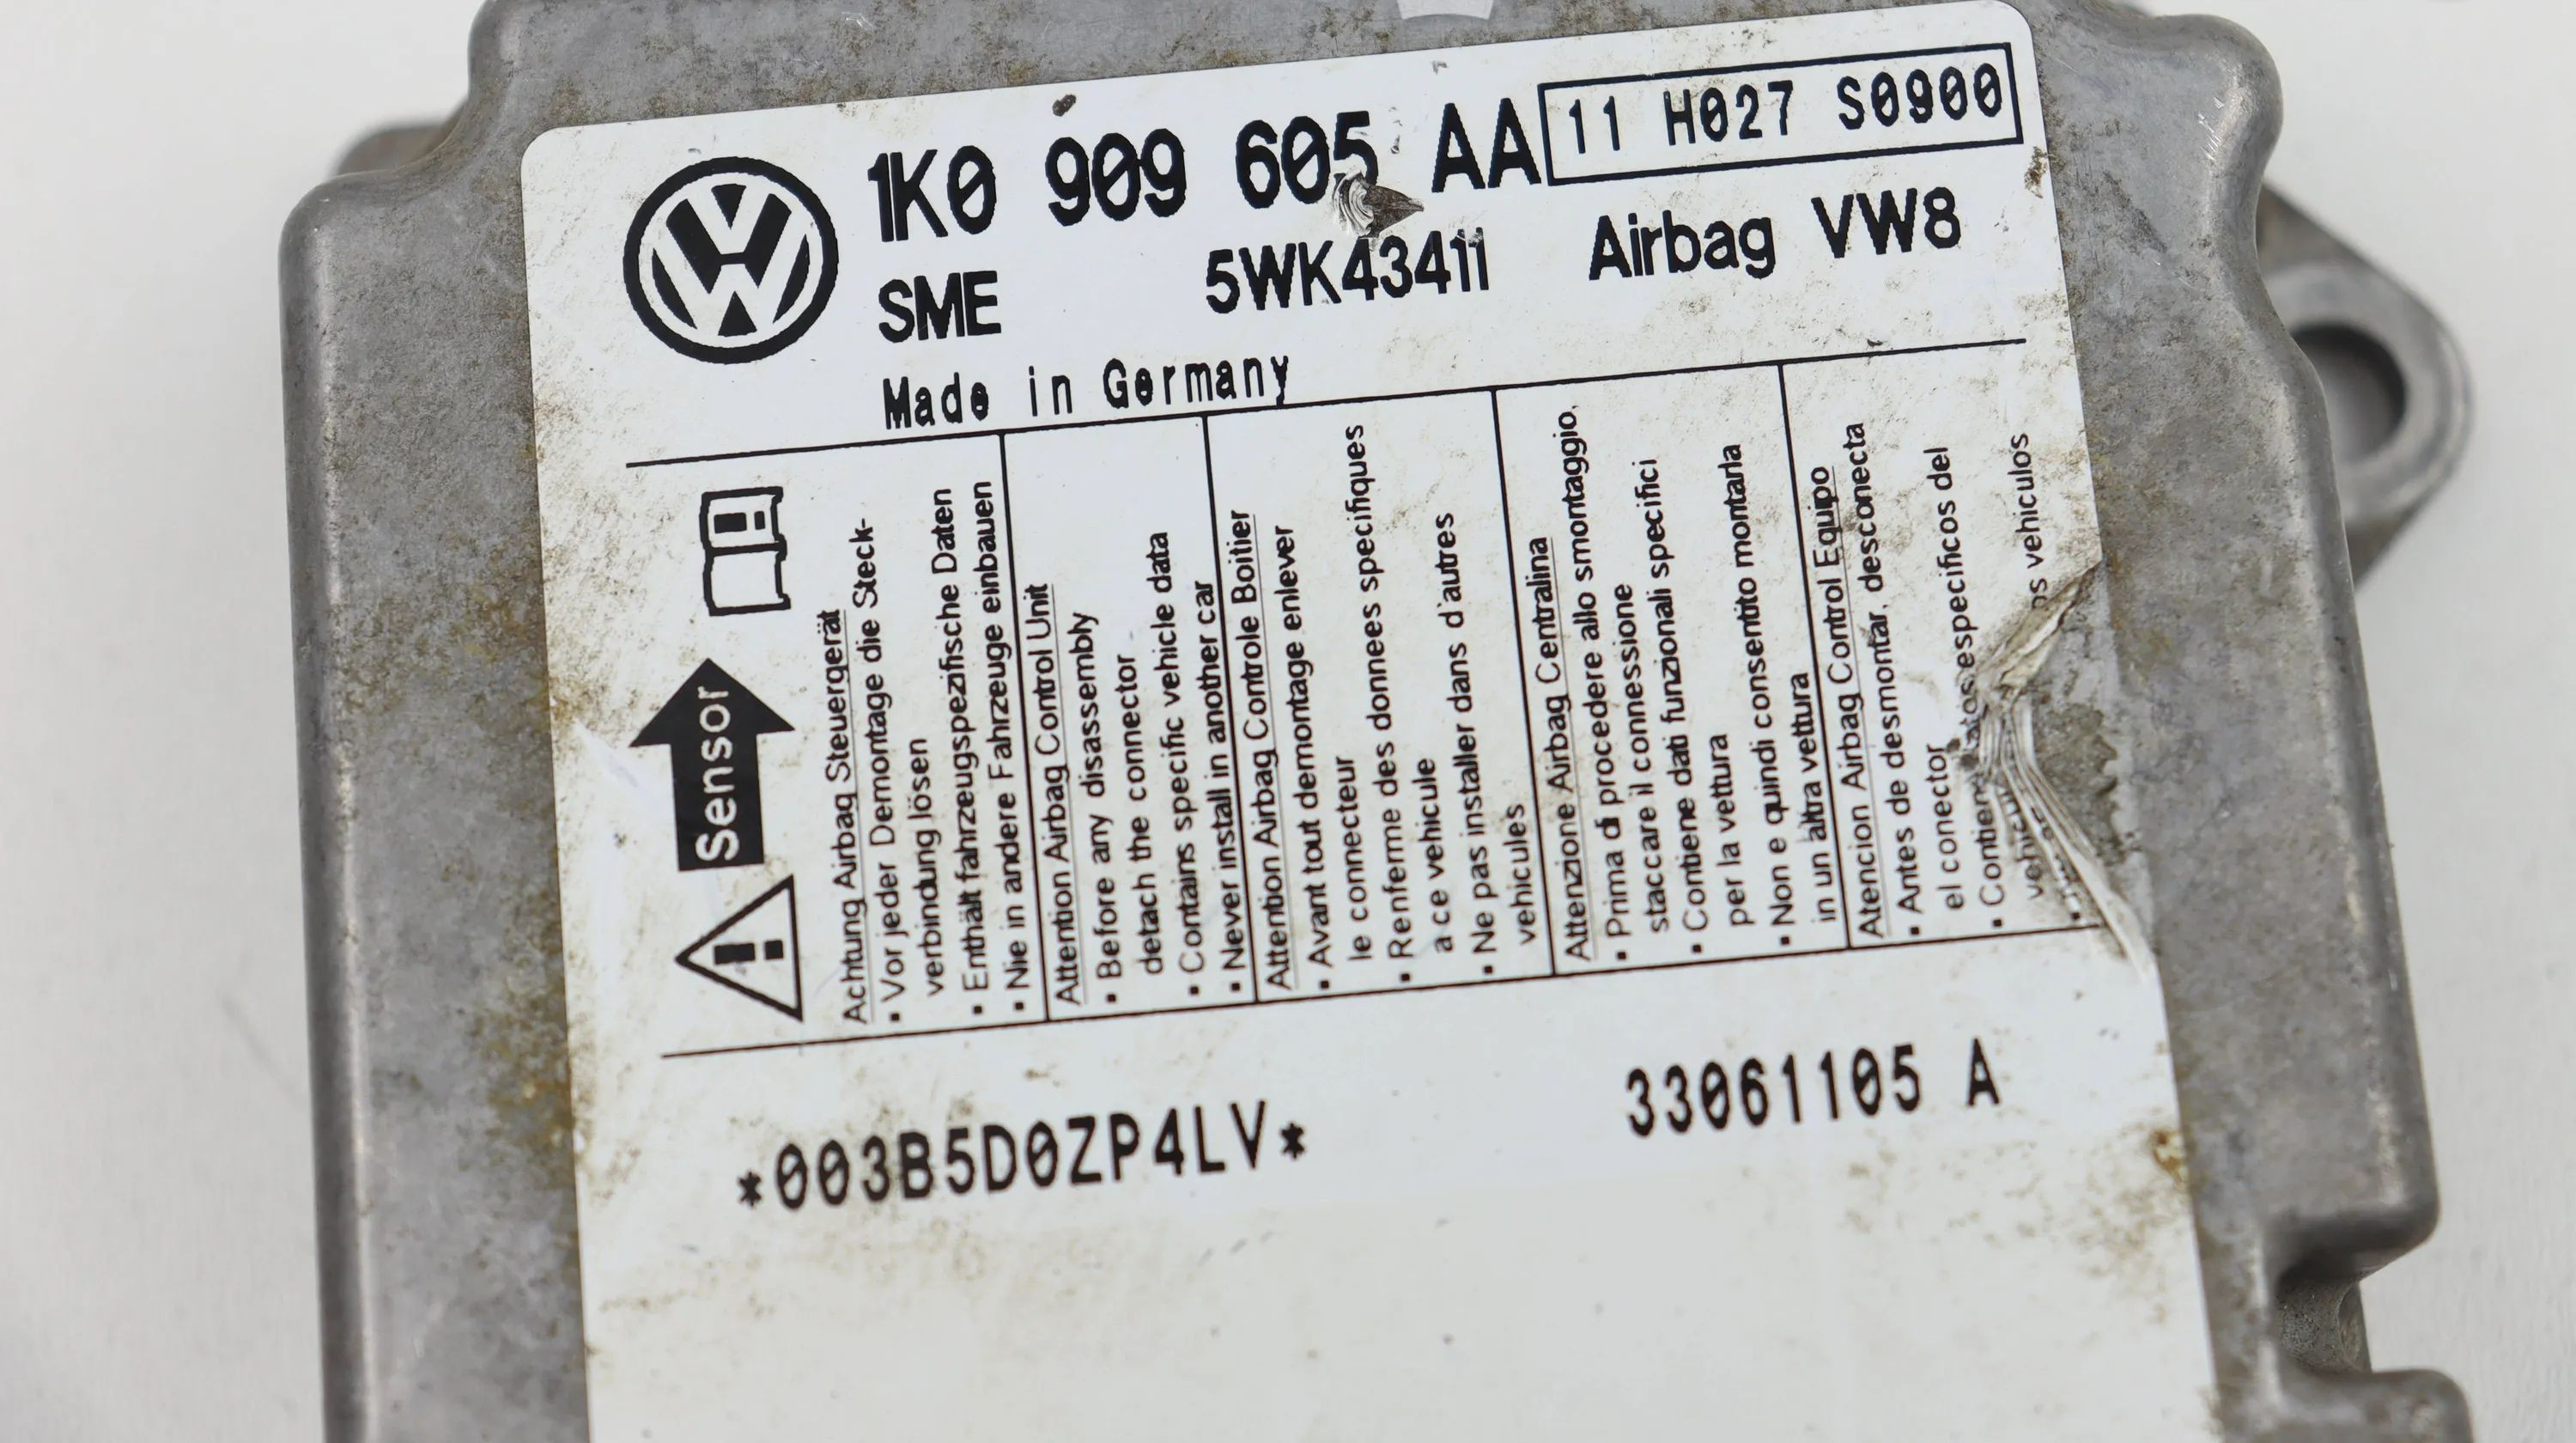 1K0 909 605 AA 11 H027 S0900
SME 5WK43411 Airbag VW8
Made in Germany
Sensor
Achtung Airbag Steuergerät
▪ Vor jeder Demontage die Steck-
verbindung lösen
▪ Enthält fahrzeugspezifische Daten
▪ Nie in andere Fahrzeuge einbauen
Attention Airbag Control Unit
▪ Before any disassembly
detach the connector
▪ Contains specific vehicle data
▪ Never install in another car
Attention Airbag Controle Boitier
▪ Avant tout demontage enlever
le connecteur
▪ Renferme des donnees specifiques
a ce vehicule
▪ Ne pas installer dans d'autres
vehicules
Attenzione Airbag Centralina
▪ Prima di procedere allo smontaggio,
staccare il connessione
▪ Contiene dati funzionali specifici
per la vettura
▪ Non e quindi consentito montarla
in un altra vettura
Atencion Airbag Control Equipo
▪ Antes de desmontar, desconecta
el conector
▪ especificos del
vehiculos
*003B5D0ZP4LV* 33061105 A